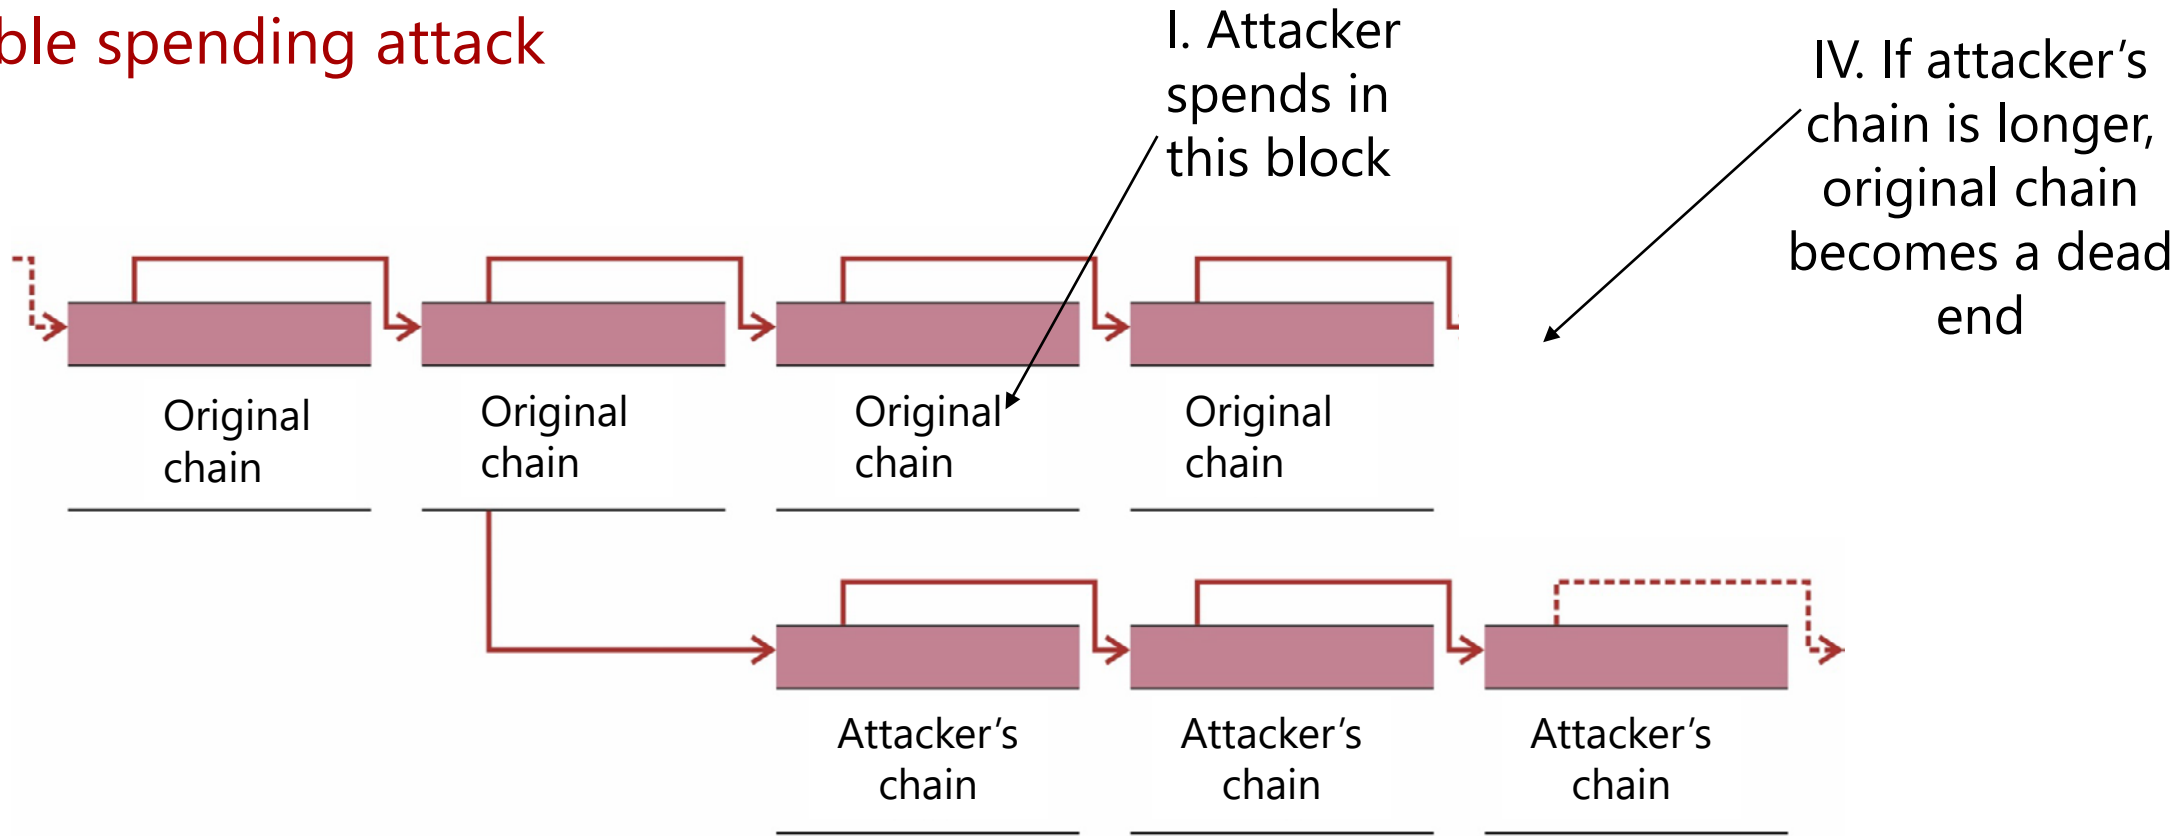 ble spending attack
I. Attacker
spends in
this block
IV. If attacker’s
chain is longer,
original chain
becomes a dead
end
Original
chain
Original
chain
Original
chain
Original
chain
Attacker’s
chain
Attacker’s
chain
Attacker’s
chain